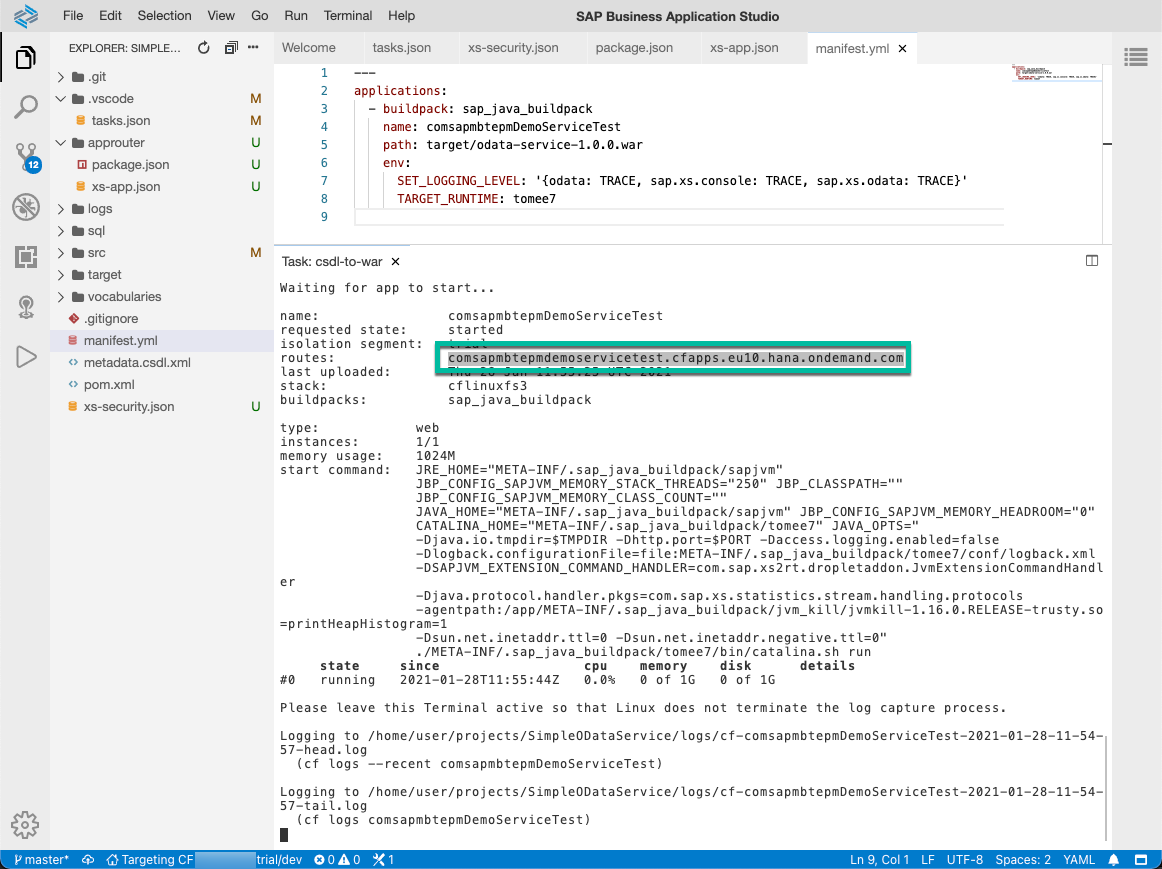 File Edit Selection View Go Run Terminal Help SAP Business Application Studio
EXPLORER: SIMPLE...
Welcome tasks.json xs-security.json package.json xs-app.json manifest.yml
.git
.vscode M
tasks.json M
approuter U
package.json U
xs-app.json U
logs
sql
src M
target
vocabularies
.gitignore
manifest.yml
metadata.csdl.xml
pom.xml
xs-security.json U
12
1 ---
2 applications:
3 - buildpack: sap_java_buildpack
4 name: comsapmbtepmDemoServiceTest
5 path: target/odata-service-1.0.0.war
6 env:
7 SET_LOGGING_LEVEL: '{odata: TRACE, sap.xs.console: TRACE, sap.xs.odata: TRACE}'
8 TARGET_RUNTIME: tomee7
9
Task: csdl-to-war
Waiting for app to start...
name: comsapmbtepmDemoServiceTest
requested state: started
isolation segment: trial
routes: comsapmbtepmdemoservicetest.cfapps.eu10.hana.ondemand.com
last uploaded: Thu 28 Jan 11:55:25 UTC 2021
stack: cflinuxfs3
buildpacks: sap_java_buildpack
type: web
instances: 1/1
memory usage: 1024M
start command: JRE_HOME="META-INF/.sap_java_buildpack/sapjvm"
JBP_CONFIG_SAPJVM_MEMORY_STACK_THREADS="250" JBP_CLASSPATH=""
JBP_CONFIG_SAPJVM_MEMORY_CLASS_COUNT=""
JAVA_HOME="META-INF/.sap_java_buildpack/sapjvm" JBP_CONFIG_SAPJVM_MEMORY_HEADROOM="0"
CATALINA_HOME="META-INF/.sap_java_buildpack/tomee7" JAVA_OPTS="
-Djava.io.tmpdir=$TMPDIR -Dhttp.port=$PORT -Daccess.logging.enabled=false
-Dlogback.configurationFile=file:META-INF/.sap_java_buildpack/tomee7/conf/logback.xml
-DSAPJVM_EXTENSION_COMMAND_HANDLER=com.sap.xs2rt.dropletaddon.JvmExtensionCommandHandl
er
-Djava.protocol.handler.pkgs=com.sap.xs.statistics.stream.handling.protocols
-agentpath:/app/META-INF/.sap_java_buildpack/jvm_kill/jvmkill-1.16.0.RELEASE-trusty.so
=printHeapHistogram=1
-Dsun.net.inetaddr.ttl=0 -Dsun.net.inetaddr.negative.ttl=0"
./META-INF/.sap_java_buildpack/tomee7/bin/catalina.sh run
state since cpu memory disk details
#0 running 2021-01-28T11:55:44Z 0.0% 0 of 1G 0 of 1G
Please leave this Terminal active so that Linux does not terminate the log capture process.
Logging to /home/user/projects/SimpleODataService/logs/cf-comsapmbtepmDemoServiceTest-2021-01-28-11-54-
57-head.log
(cf logs --recent comsapmbtepmDemoServiceTest)
Logging to /home/user/projects/SimpleODataService/logs/cf-comsapmbtepmDemoServiceTest-2021-01-28-11-54-
57-tail.log
(cf logs comsapmbtepmDemoServiceTest)
master* Targeting CF trial/dev 0 0 1 Ln 9, Col 1 LF UTF-8 Spaces: 2 YAML